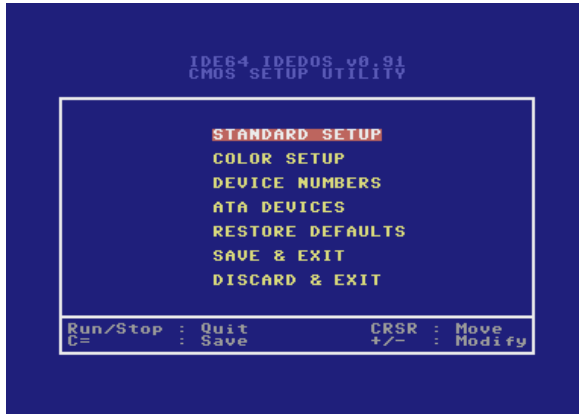 IDE64 IDEDOS v0.91
CMOS SETUP UTILITY
STANDARD SETUP
COLOR SETUP
DEVICE NUMBERS
ATA DEVICES
RESTORE DEFAULTS
SAVE & EXIT
DISCARD & EXIT
Run/Stop : Quit CRSR : Move
C= : Save +/- : Modify